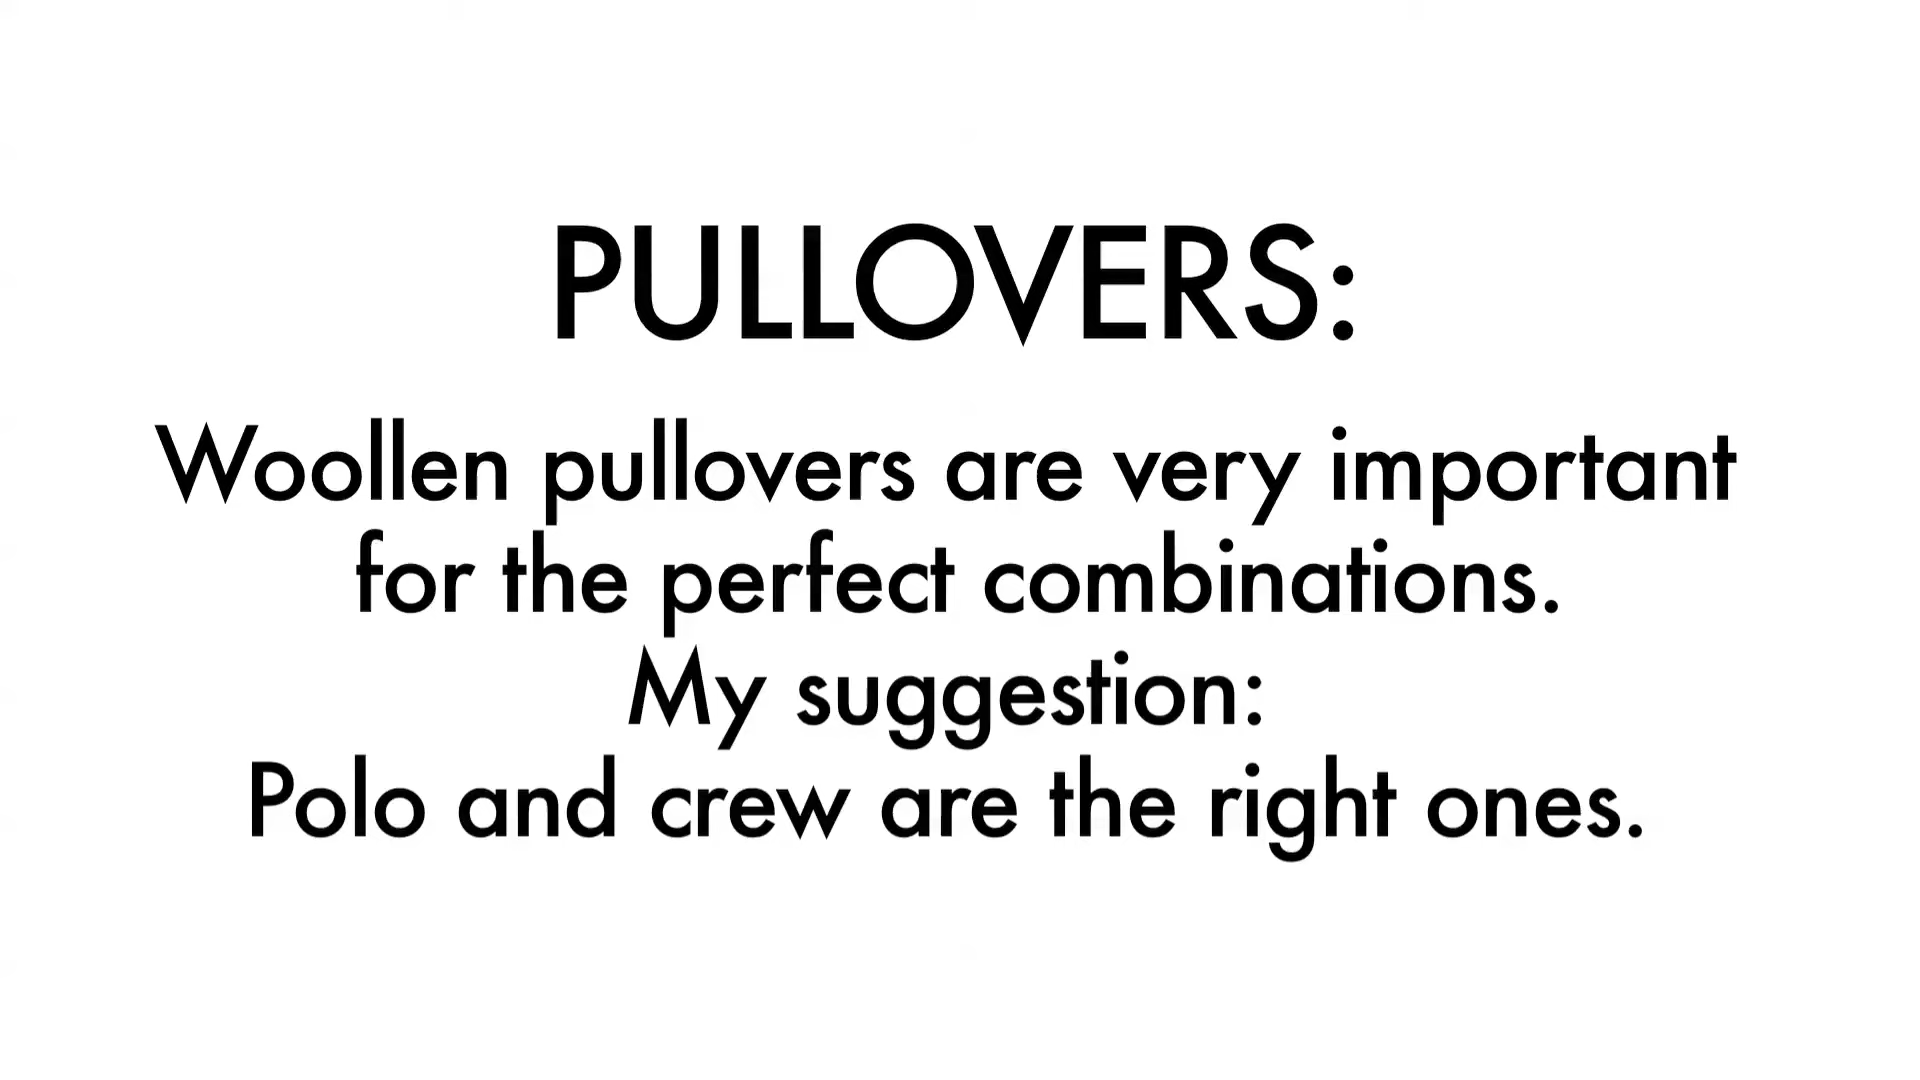 PULLOVERS:
Woollen pullovers are very important
for the perfect combinations.
My suggestion:
Polo and crew are the right ones.